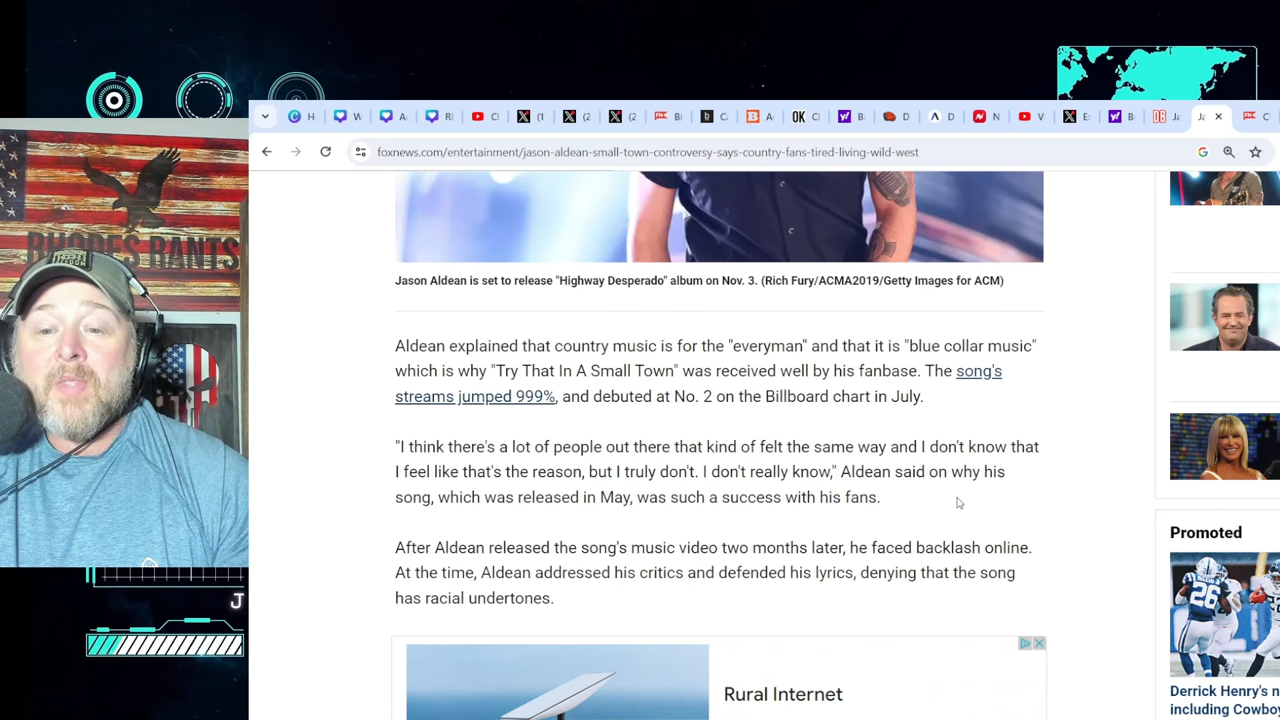 foxnews.com/entertainment/jason-aldean-small-town-controversy-says-country-fans-tired-living-wild-west
RHODES RANTS
Jason Aldean is set to release "Highway Desperado" album on Nov. 3. (Rich Fury/ACMA2019/Getty Images for ACM)
Aldean explained that country music is for the "everyman" and that it is "blue collar music"
which is why "Try That In A Small Town" was received well by his fanbase. The song's
streams jumped 999%, and debuted at No. 2 on the Billboard chart in July.
"I think there's a lot of people out there that kind of felt the same way and I don't know that
I feel like that's the reason, but I truly don't. I don't really know," Aldean said on why his
song, which was released in May, was such a success with his fans.
After Aldean released the song's music video two months later, he faced backlash online.
At the time, Aldean addressed his critics and defended his lyrics, denying that the song
has racial undertones.
J
Rural Internet
Promoted
26
Derrick Henry's n
including Cowboy